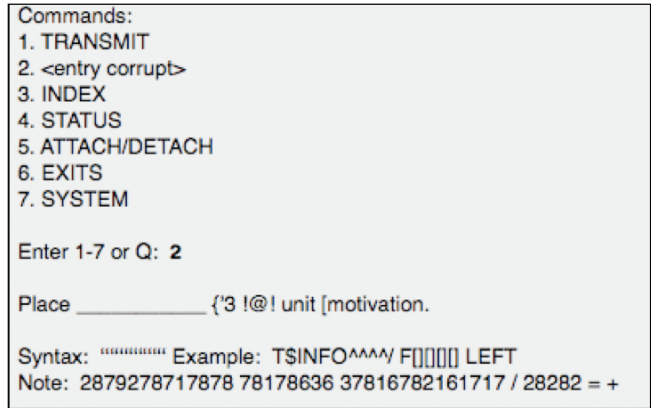 Commands:
1. TRANSMIT
2. <entry corrupt>
3. INDEX
4. STATUS
5. ATTACH/DETACH
6. EXITS
7. SYSTEM
Enter 1-7 or Q: 2
Place ____________ {'3 !@! unit [motivation.
Syntax: “““““““ Example: T$INFO^^^^/ F[][][][] LEFT
Note: 2879278717878 78178636 37816782161717 / 28282 = +